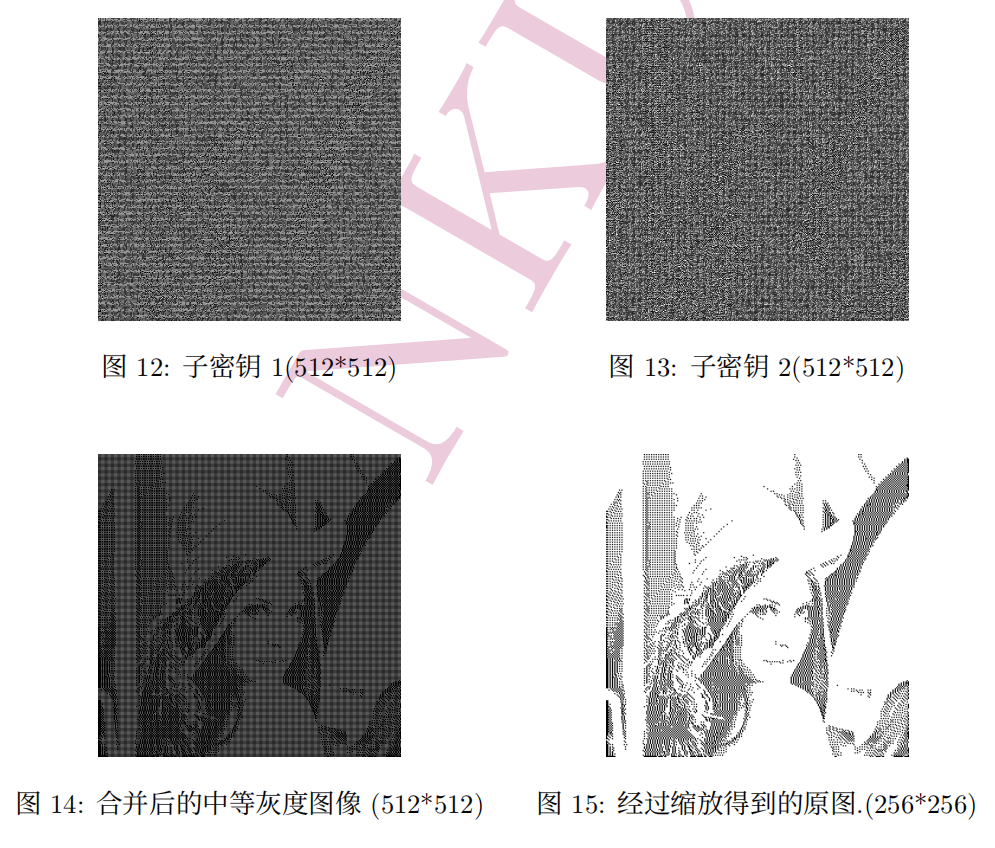 NKU
图 12: 子密钥 1(512*512)
图 13: 子密钥 2(512*512)
图 14: 合并后的中等灰度图像 (512*512)
图 15: 经过缩放得到的原图.(256*256)